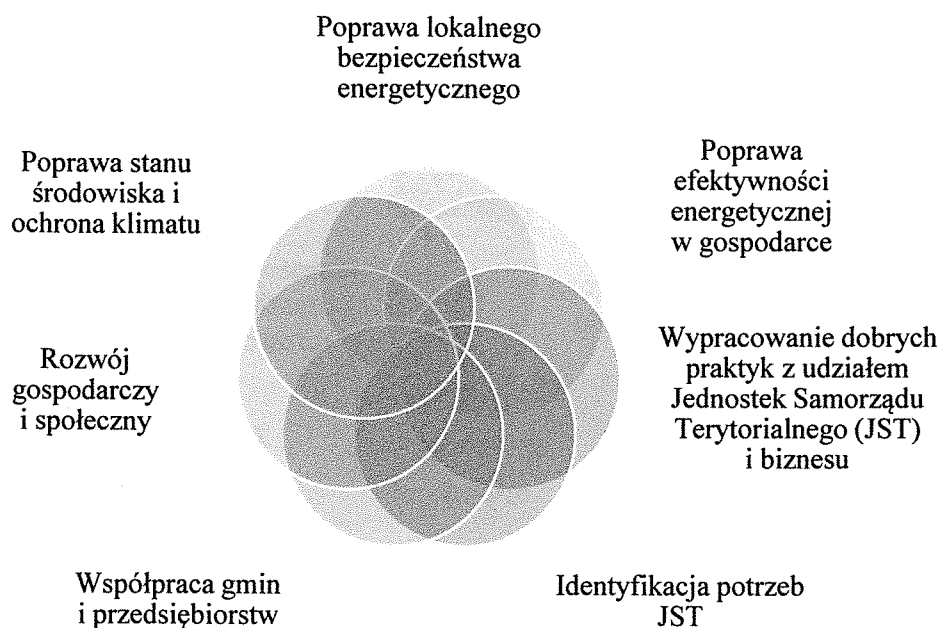 Poprawa lokalnego
bezpieczeństwa
energetycznego
Poprawa stanu
środowiska i
ochrona klimatu
Poprawa
efektywności
energetycznej
w gospodarce
Rozwój
gospodarczy
i społeczny
Wypracowanie dobrych
praktyk z udziałem
Jednostek Samorządu
Terytorialnego (JST)
i biznesu
Współpraca gmin
i przedsiębiorstw
Identyfikacja potrzeb
JST